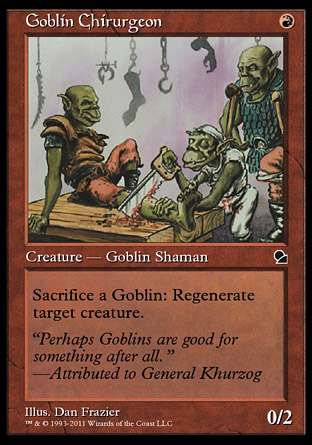 Goblin Chirurgeon
Creature — Goblin Shaman
Sacrifice a Goblin: Regenerate
target creature.
“Perhaps Goblins are good for
something after all.”
—Attributed to General Khurzog
Illus. Dan Frazier
™ & © 1993-2011 Wizards of the Coast LLC
0/2